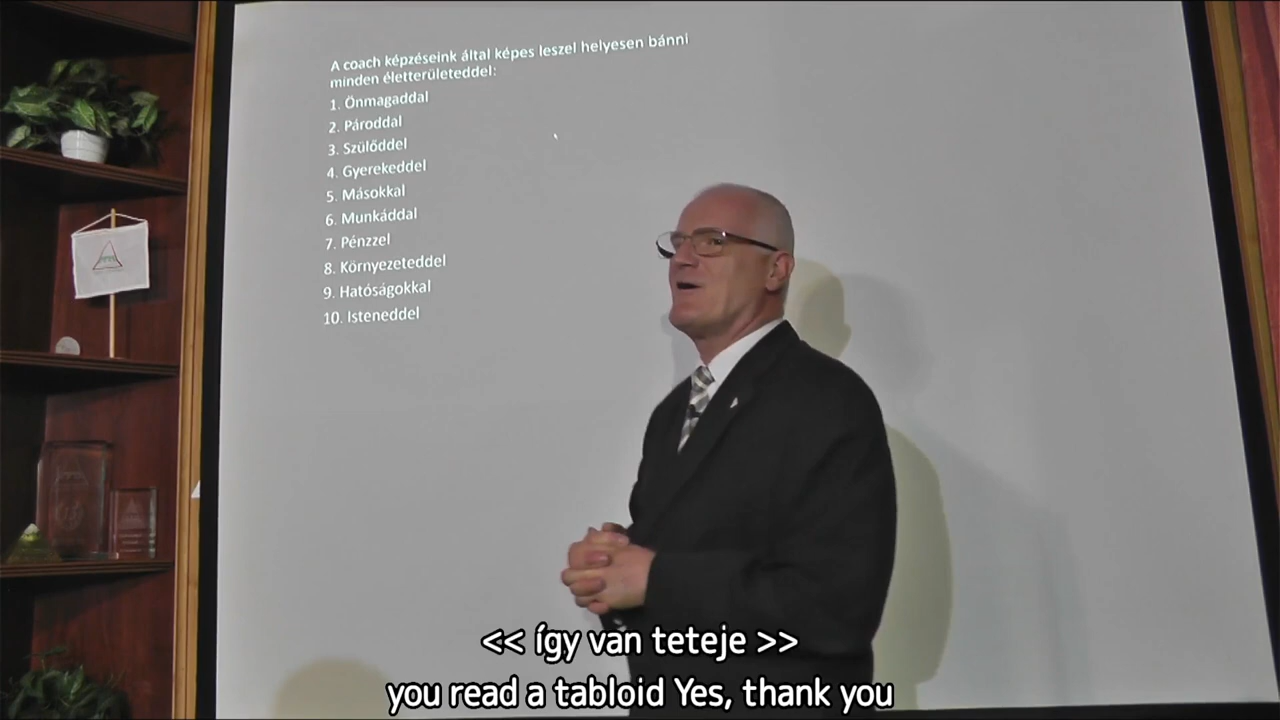 A coach képzéseink által képes leszel helyesen bánni
minden életterületeddel:
1. Önmagaddal
2. Pároddal
3. Szülőddel
4. Gyerekeddel
5. Másokkal
6. Munkáddal
7. Pénzzel
8. Környezeteddel
9. Hatóságokkal
10. Isteneddel
<< így van teteje >>
you read a tabloid Yes, thank you